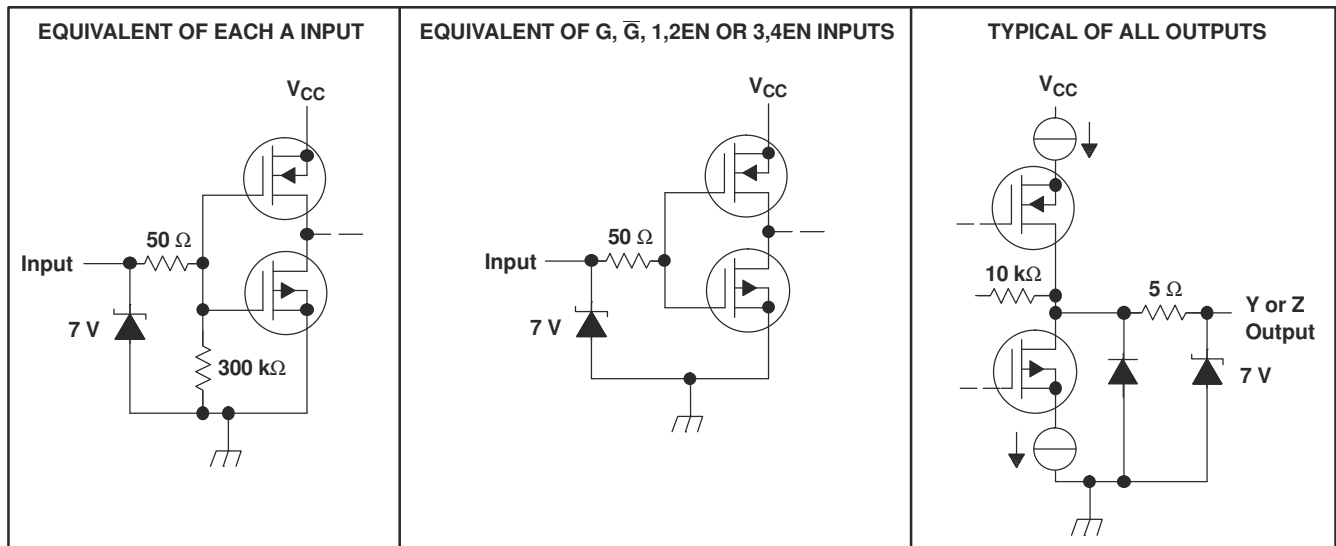 EQUIVALENT OF EACH A INPUT
VCC
50 Ω
Input
7 V
300 kΩ
EQUIVALENT OF G, G̅, 1,2EN OR 3,4EN INPUTS
VCC
50 Ω
Input
7 V
TYPICAL OF ALL OUTPUTS
VCC
10 kΩ
5 Ω
Y or Z
Output
7 V